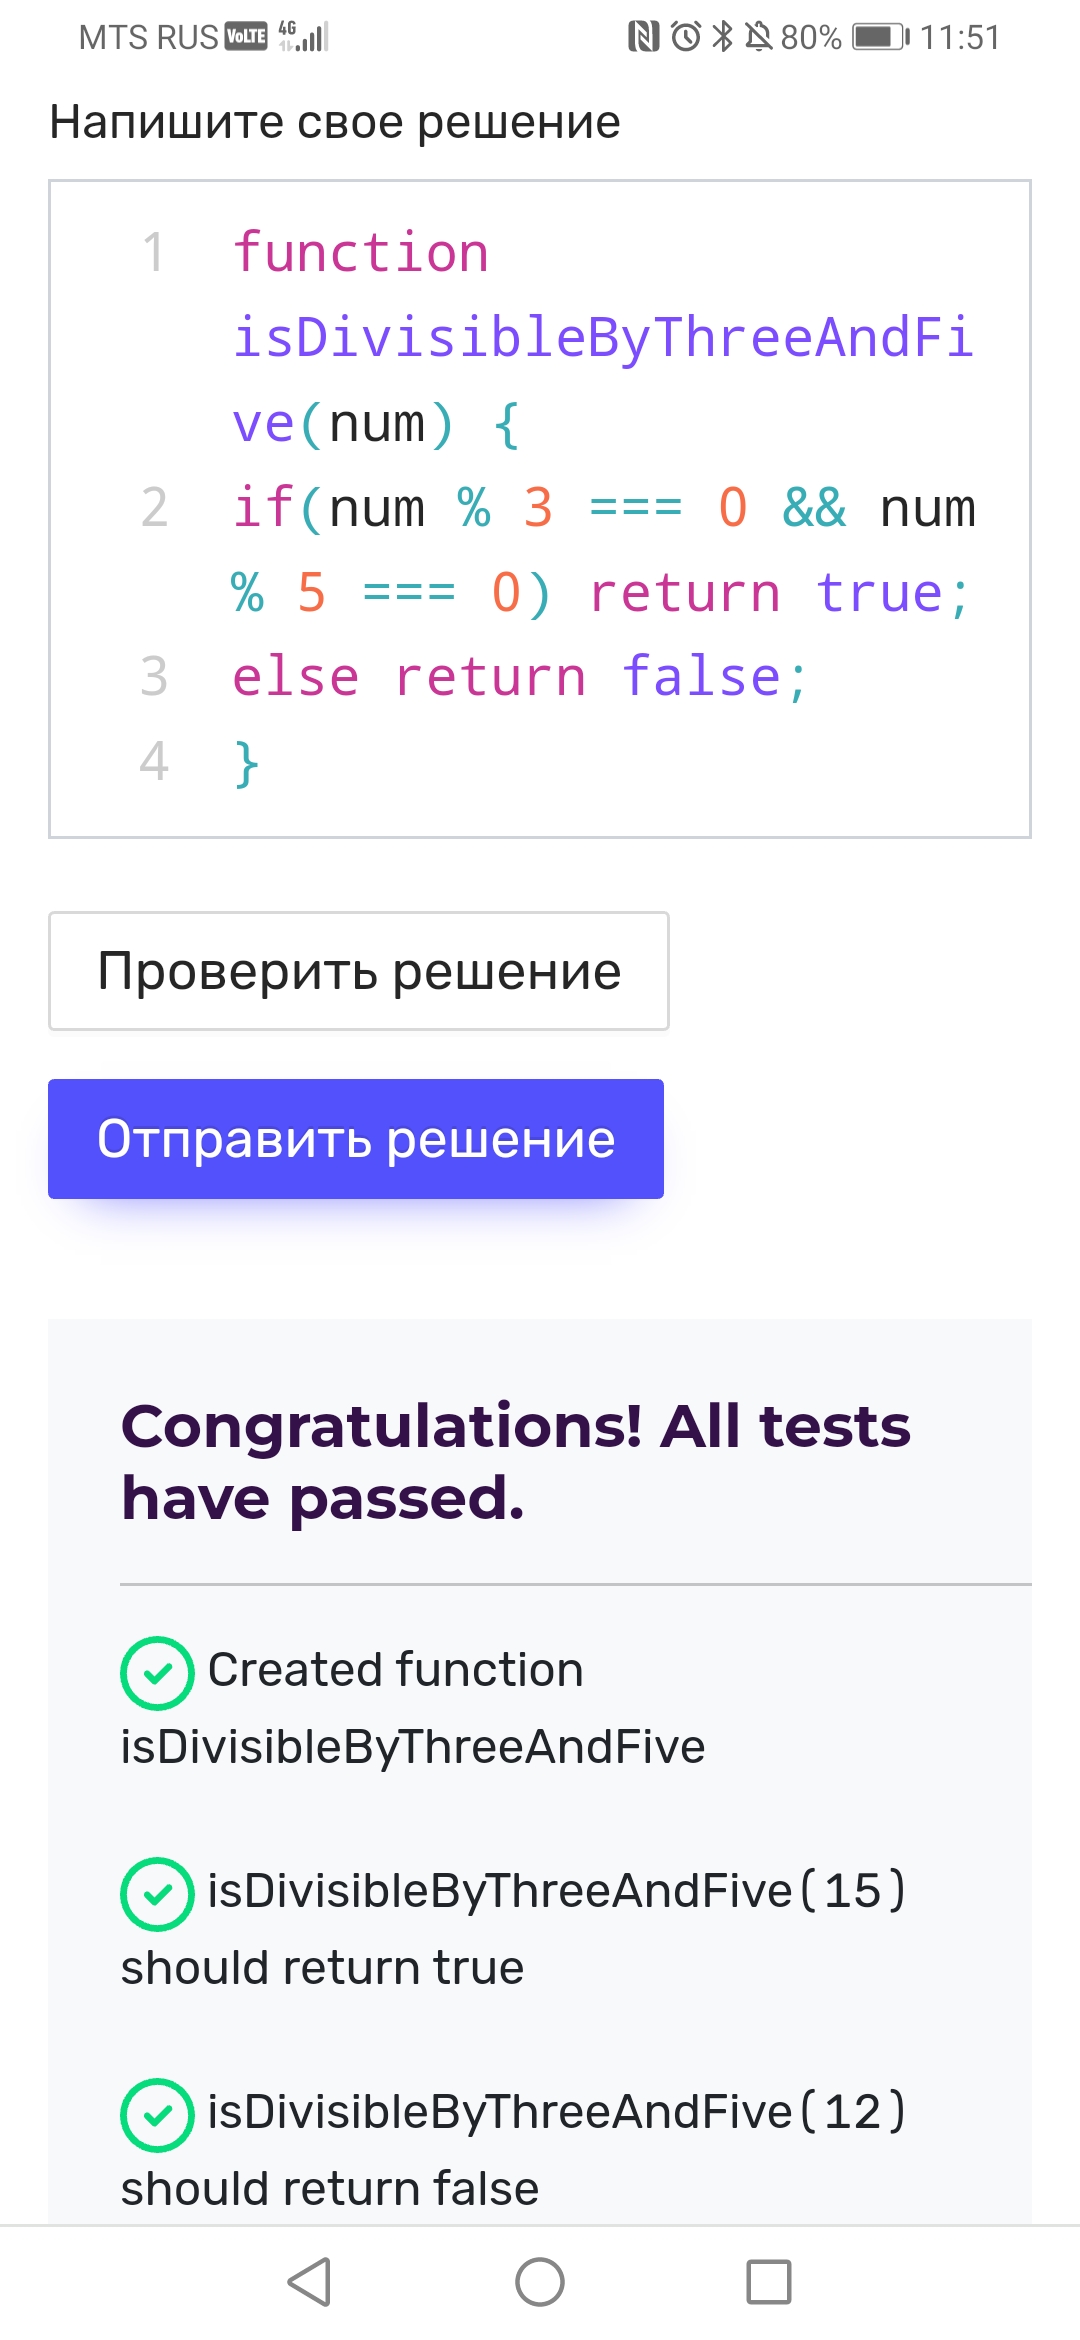 MTS RUS VoLTE 4G 80% 11:51
Напишите свое решение
1 function
isDivisibleByThreeAndFi
ve(num) {
2 if(num % 3 === 0 && num
% 5 === 0) return true;
3 else return false;
4 }
Проверить решение
Отправить решение
Congratulations! All tests
have passed.
Created function
isDivisibleByThreeAndFive
isDivisibleByThreeAndFive(15)
should return true
isDivisibleByThreeAndFive(12)
should return false